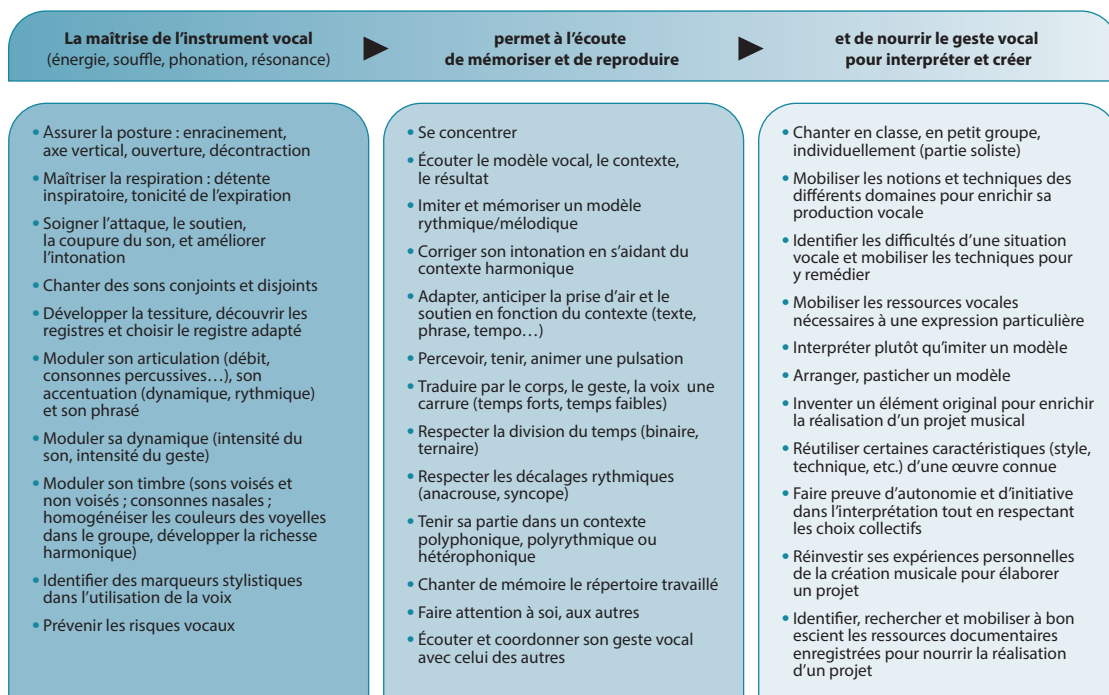 La maîtrise de l'instrument vocal
(énergie, souffle, phonation, résonance)
permet à l'écoute
de mémoriser et de reproduire
et de nourrir le geste vocal
pour interpréter et créer
• Assurer la posture : enracinement,
axe vertical, ouverture, décontraction
• Maîtriser la respiration : détente
inspiratoire, tonicité de l'expiration
• Soigner l'attaque, le soutien,
la coupure du son, et améliorer
l'intonation
• Chanter des sons conjoints et disjoints
• Développer la tessiture, découvrir les
registres et choisir le registre adapté
• Moduler son articulation (débit,
consonnes percussives…), son
accentuation (dynamique, rythmique)
et son phrasé
• Moduler sa dynamique (intensité du
son, intensité du geste)
• Moduler son timbre (sons voisés et
non voisés ; consonnes nasales ;
homogénéiser les couleurs des voyelles
dans le groupe, développer la richesse
harmonique)
• Identifier des marqueurs stylistiques
dans l'utilisation de la voix
• Prévenir les risques vocaux
• Se concentrer
• Écouter le modèle vocal, le contexte,
le résultat
• Imiter et mémoriser un modèle
rythmique/mélodique
• Corriger son intonation en s'aidant du
contexte harmonique
• Adapter, anticiper la prise d'air et le
soutien en fonction du contexte (texte,
phrase, tempo…)
• Percevoir, tenir, animer une pulsation
• Traduire par le corps, le geste, la voix une
carrure (temps forts, temps faibles)
• Respecter la division du temps (binaire,
ternaire)
• Respecter les décalages rythmiques
(anacrouse, syncope)
• Tenir sa partie dans un contexte
polyphonique, polyrythmique ou
hétérophonique
• Chanter de mémoire le répertoire travaillé
• Faire attention à soi, aux autres
• Écouter et coordonner son geste vocal
avec celui des autres
• Chanter en classe, en petit groupe,
individuellement (partie soliste)
• Mobiliser les notions et techniques des
différents domaines pour enrichir sa
production vocale
• Identifier les difficultés d'une situation
vocale et mobiliser les techniques pour
y remédier
• Mobiliser les ressources vocales
nécessaires à une expression particulière
• Interpréter plutôt qu'imiter un modèle
• Arranger, pasticher un modèle
• Inventer un élément original pour enrichir
la réalisation d'un projet musical
• Réutiliser certaines caractéristiques (style,
technique, etc.) d'une œuvre connue
• Faire preuve d'autonomie et d'initiative
dans l'interprétation tout en respectant
les choix collectifs
• Réinvestir ses expériences personnelles
de la création musicale pour élaborer
un projet
• Identifier, rechercher et mobiliser à bon
escient les ressources documentaires
enregistrées pour nourrir la réalisation
d'un projet